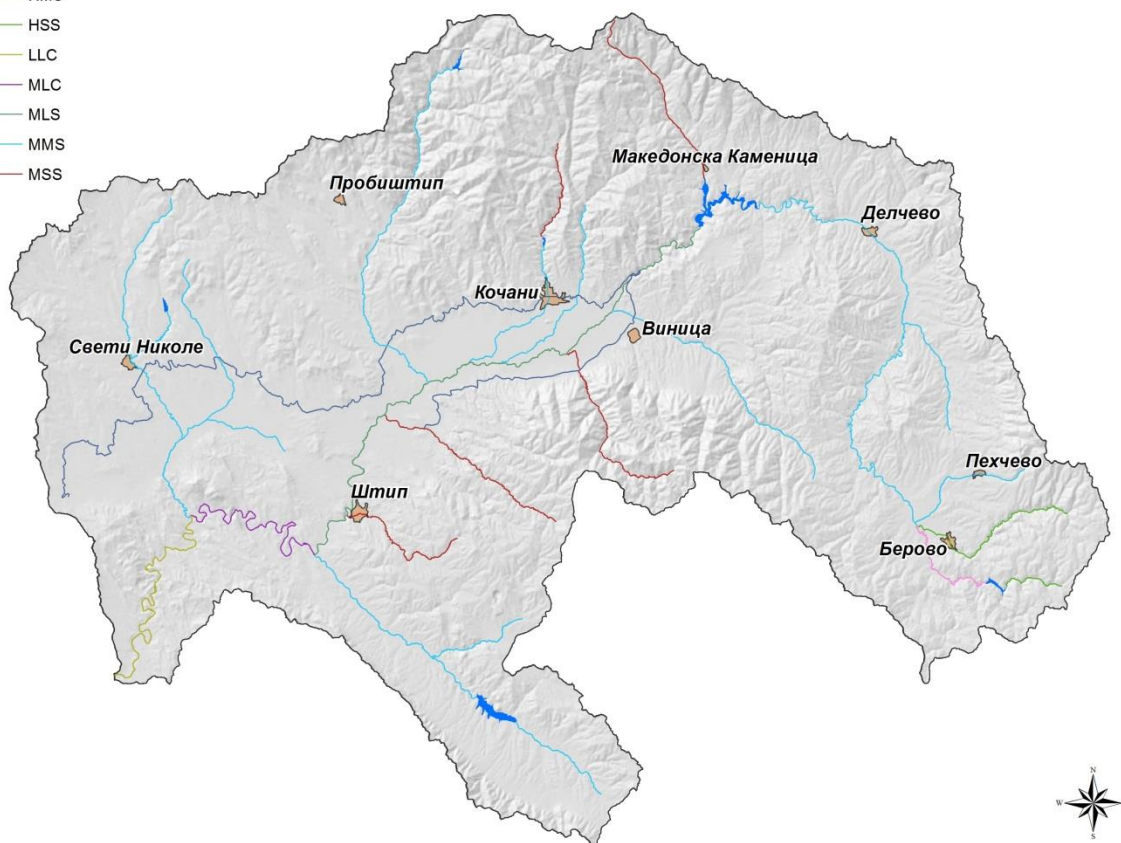 HSS
LLC
MLC
MLS
MMS
MSS
Македонска Каменица
Пробиштип
Делчево
Кочани
Виница
Свети Николе
Пехчево
Штип
Берово
N
W
E
S